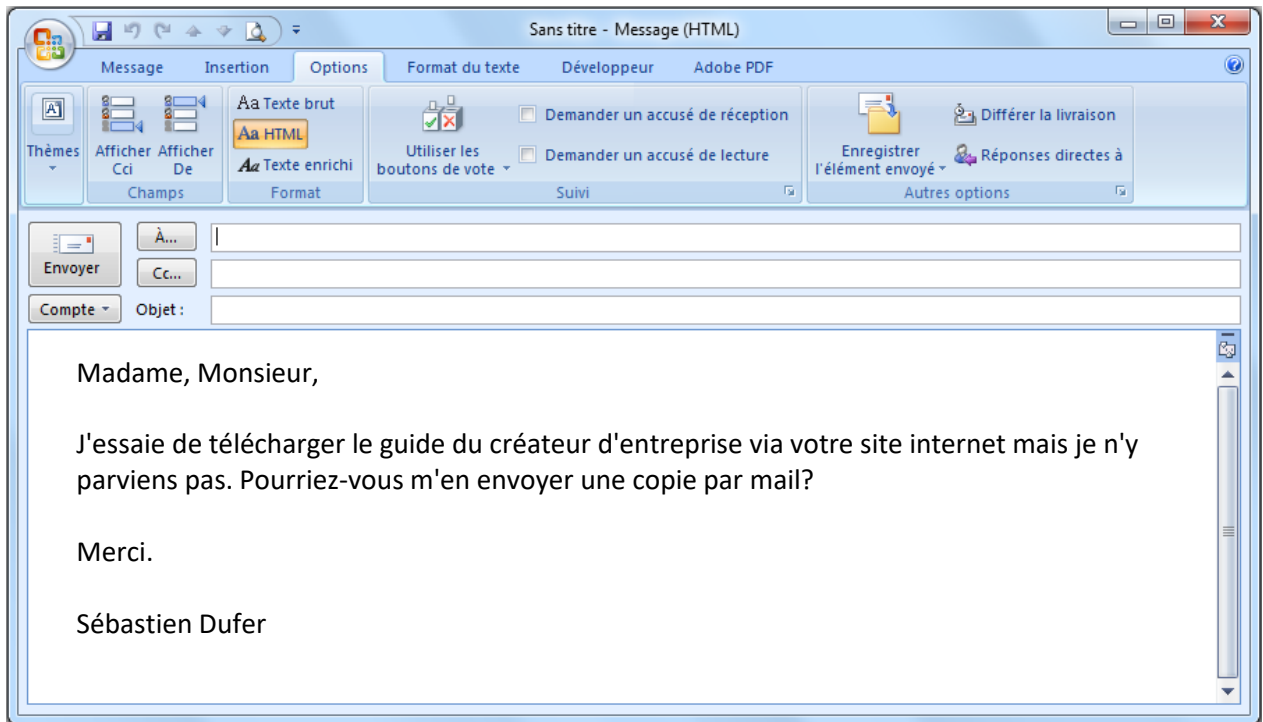 Sans titre - Message (HTML)
Message Insertion Options Format du texte Développeur Adobe PDF
Thèmes
Afficher Cci
Afficher De
Champs
Aa Texte brut
Aa HTML
Aa Texte enrichi
Format
Utiliser les boutons de vote
Demander un accusé de réception
Demander un accusé de lecture
Suivi
Enregistrer l'élément envoyé
Différer la livraison
Réponses directes à
Autres options
Envoyer
À...
Cc...
Compte
Objet :
Madame, Monsieur,
J'essaie de télécharger le guide du créateur d'entreprise via votre site internet mais je n'y
parviens pas. Pourriez-vous m'en envoyer une copie par mail?
Merci.
Sébastien Dufer